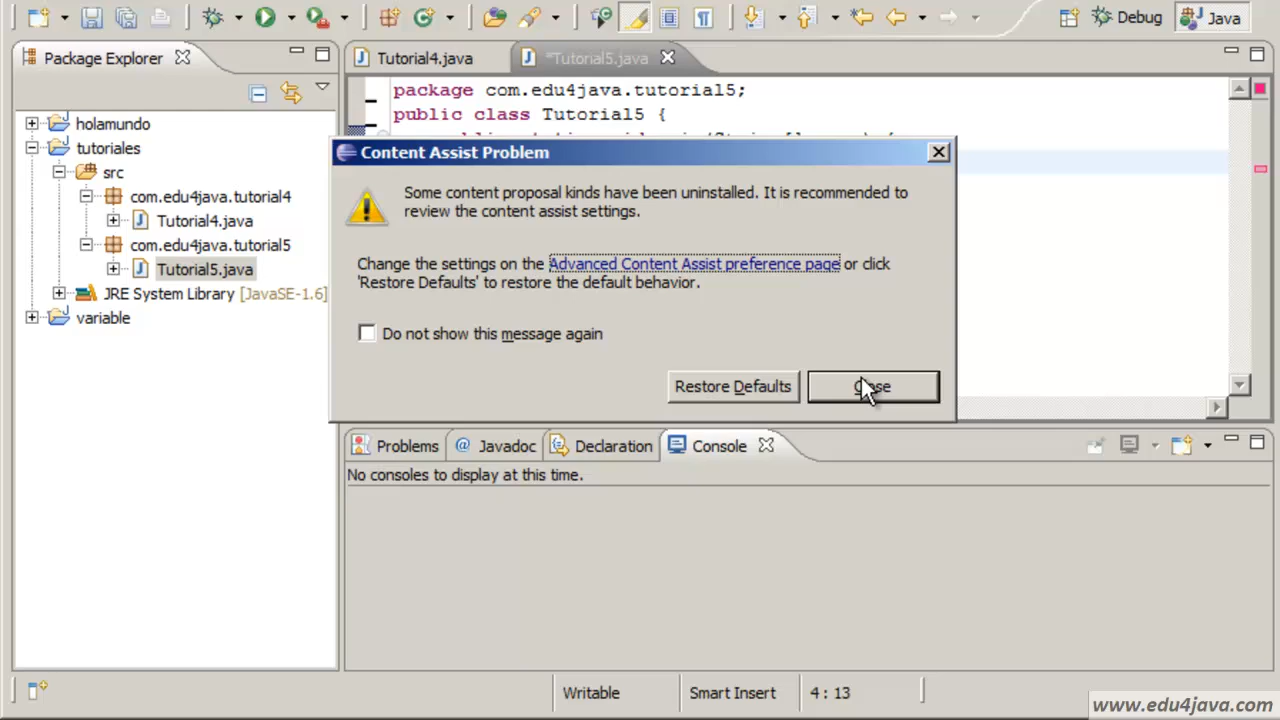 Debug
Java
Package Explorer
Tutorial4.java
*Tutorial5.java
holamundo
tutoriales
src
com.edu4java.tutorial4
Tutorial4.java
com.edu4java.tutorial5
Tutorial5.java
JRE System Library [JavaSE-1.6]
variable
package com.edu4java.tutorial5;
public class Tutorial5 {
Content Assist Problem
Some content proposal kinds have been uninstalled. It is recommended to
review the content assist settings.
Change the settings on the Advanced Content Assist preference page or click
'Restore Defaults' to restore the default behavior.
Do not show this message again
Restore Defaults
Close
Problems
@ Javadoc
Declaration
Console
No consoles to display at this time.
Writable
Smart Insert
4 : 13
www.edu4java.com